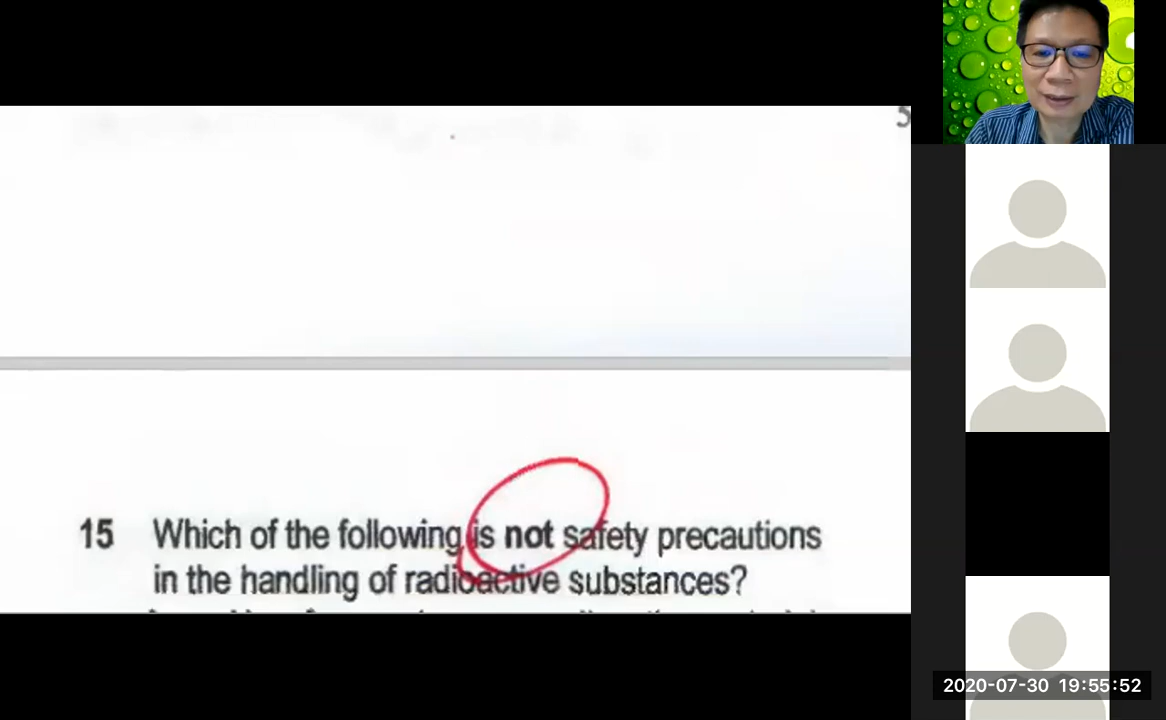 5
15 Which of the following is not safety precautions
in the handling of radioactive substances?
2020-07-30 19:55:52